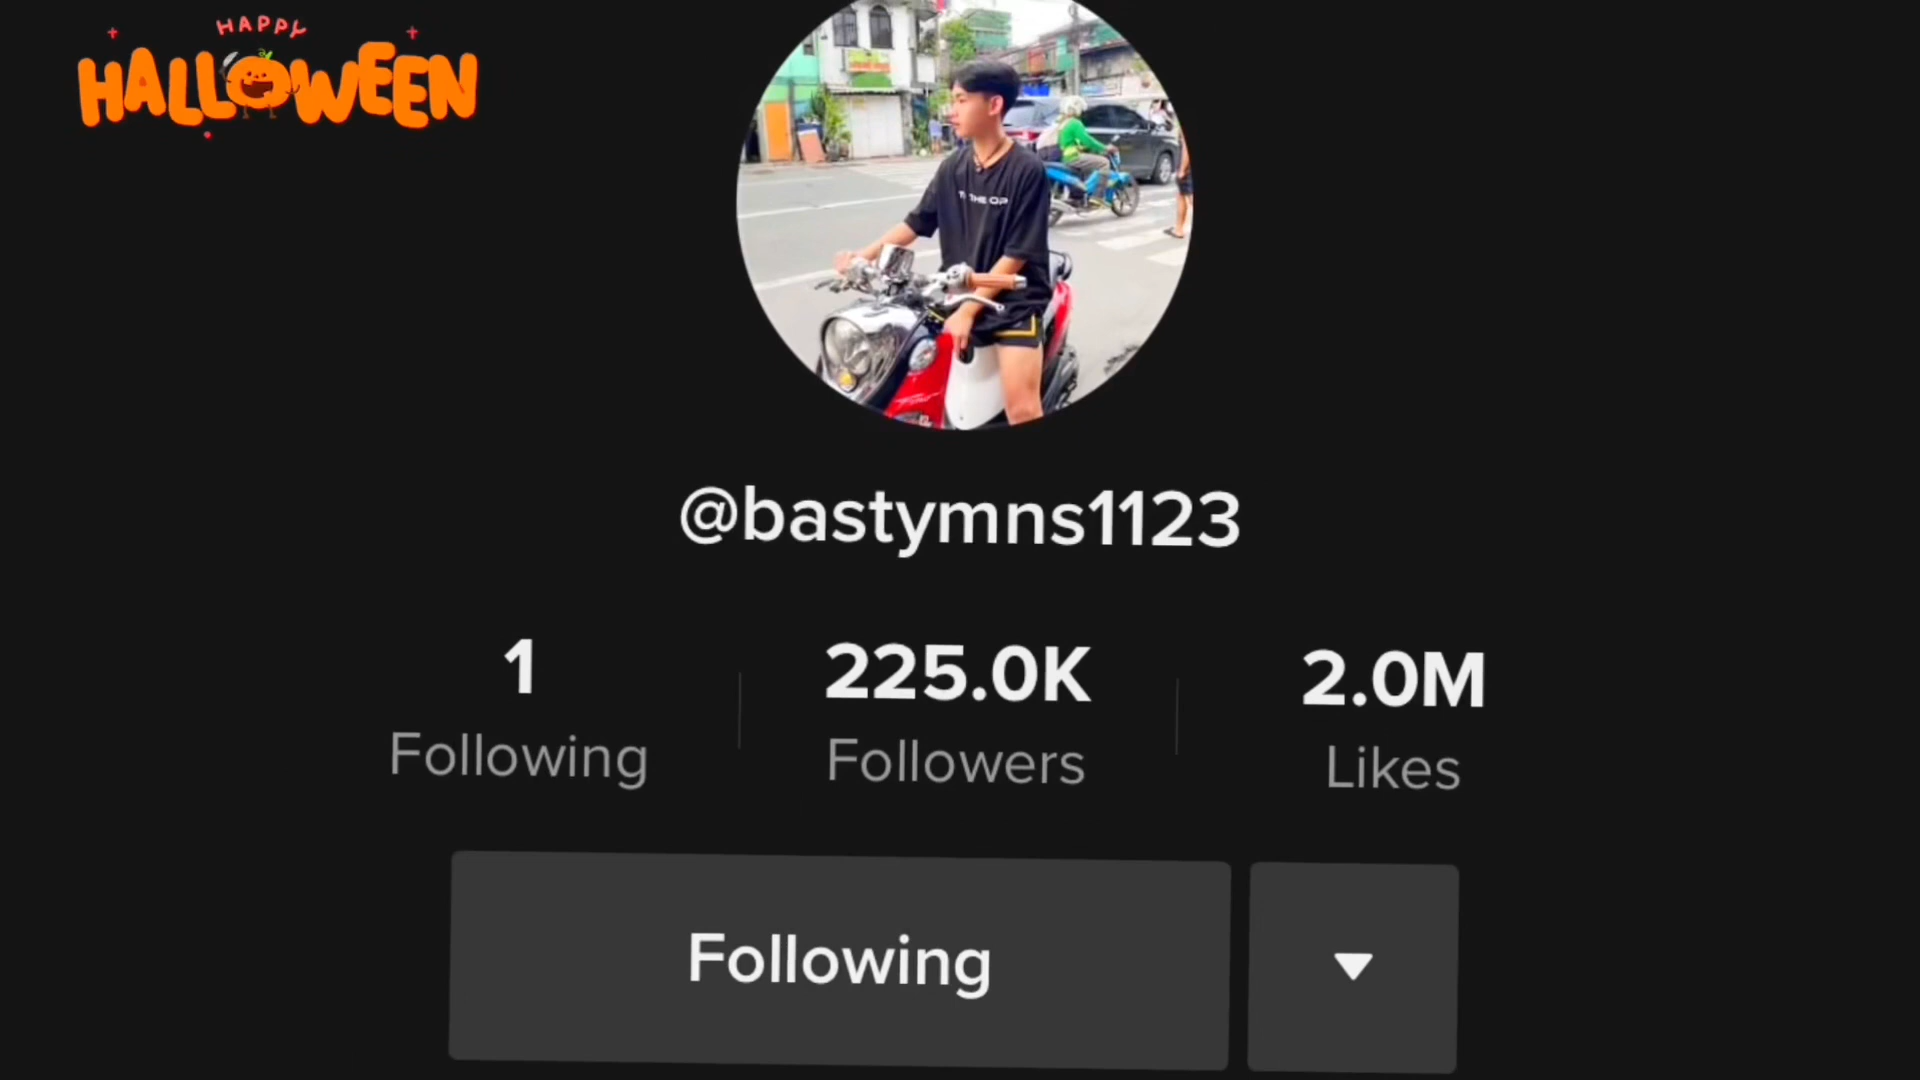 HAPPY
HALLOWEEN
@bastymns1123
1
Following
225.0K
Followers
2.0M
Likes
Following